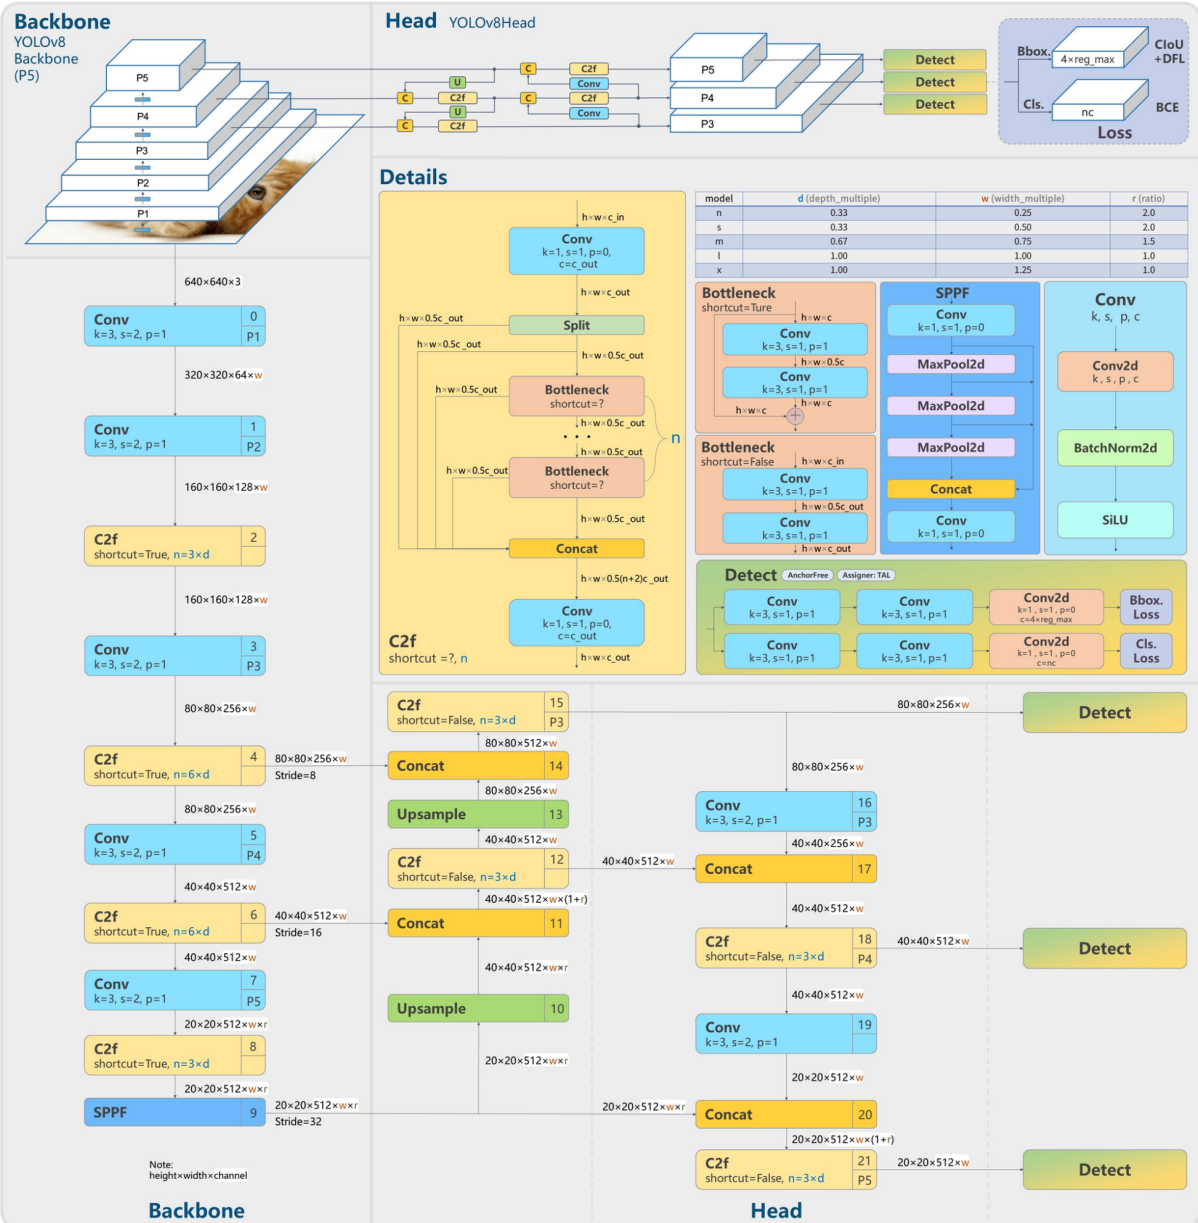 Backbone
YOLOv8
Backbone
(P5)
P5
P4
P3
P2
P1
Head YOLOv8Head
C
C2f
U
Conv
C
C2f
C
C2f
U
Conv
C
C2f
P5
P4
P3
Detect
Detect
Detect
Bbox.
4×reg_max
CIoU
+DFL
Cls.
nc
BCE
Loss
Details
h×w×c_in
Conv
k=1, s=1, p=0,
c=c_out
h×w×c_out
h×w×0.5c_out
Split
h×w×0.5c_out
h×w×0.5c_out
h×w×0.5c_out
Bottleneck
shortcut=?
h×w×0.5c_out
· · ·
n
h×w×0.5c_out
h×w×0.5c_out
Bottleneck
shortcut=?
h×w×0.5c_out
Concat
h×w×0.5(n+2)c_out
Conv
k=1, s=1, p=0,
c=c_out
h×w×c_out
C2f
shortcut =?, n
model d (depth_multiple) w (width_multiple) r (ratio)
n 0.33 0.25 2.0
s 0.33 0.50 2.0
m 0.67 0.75 1.5
l 1.00 1.00 1.0
x 1.00 1.25 1.0
Bottleneck
shortcut=Ture
h×w×c
Conv
k=3, s=1, p=1
h×w×0.5c
Conv
k=3, s=1, p=1
h×w×c
h×w×c
+
Bottleneck
shortcut=False
h×w×c_in
Conv
k=3, s=1, p=1
h×w×0.5c_out
Conv
k=3, s=1, p=1
h×w×c_out
SPPF
Conv
k=1, s=1, p=0
MaxPool2d
MaxPool2d
MaxPool2d
Concat
Conv
k=1, s=1, p=0
Conv
k, s, p, c
Conv2d
k, s, p, c
BatchNorm2d
SiLU
Detect AnchorFree Assigner: TAL
Conv
k=3, s=1, p=1
Conv
k=3, s=1, p=1
Conv2d
k=1, s=1, p=0
c=4×reg_max
Bbox.
Loss
Conv
k=3, s=1, p=1
Conv
k=3, s=1, p=1
Conv2d
k=1, s=1, p=0
c=nc
Cls.
Loss
640×640×3
Conv
k=3, s=2, p=1
0
P1
320×320×64×w
Conv
k=3, s=2, p=1
1
P2
160×160×128×w
C2f
shortcut=True, n=3×d
2
160×160×128×w
Conv
k=3, s=2, p=1
3
P3
80×80×256×w
C2f
shortcut=True, n=6×d
4
80×80×256×w
Stride=8
80×80×256×w
Conv
k=3, s=2, p=1
5
P4
40×40×512×w
C2f
shortcut=True, n=6×d
6
40×40×512×w
Stride=16
40×40×512×w
Conv
k=3, s=2, p=1
7
P5
20×20×512×w×r
C2f
shortcut=True, n=3×d
8
20×20×512×w×r
SPPF
9
20×20×512×w×r
Stride=32
Note:
height×width×channel
Backbone
C2f
shortcut=False, n=3×d
15
P3
80×80×512×w
Concat
14
80×80×256×w
Upsample
13
40×40×512×w
C2f
shortcut=False, n=3×d
12
40×40×512×w
40×40×512×w×(1+r)
Concat
11
40×40×512×w×r
Upsample
10
20×20×512×w×r
20×20×512×w×r
80×80×256×w
Detect
80×80×256×w
Conv
k=3, s=2, p=1
16
P3
40×40×256×w
Concat
17
40×40×512×w
C2f
shortcut=False, n=3×d
18
P4
40×40×512×w
Detect
40×40×512×w
Conv
k=3, s=2, p=1
19
20×20×512×w
Concat
20
20×20×512×w×(1+r)
C2f
shortcut=False, n=3×d
21
P5
20×20×512×w
Detect
Head